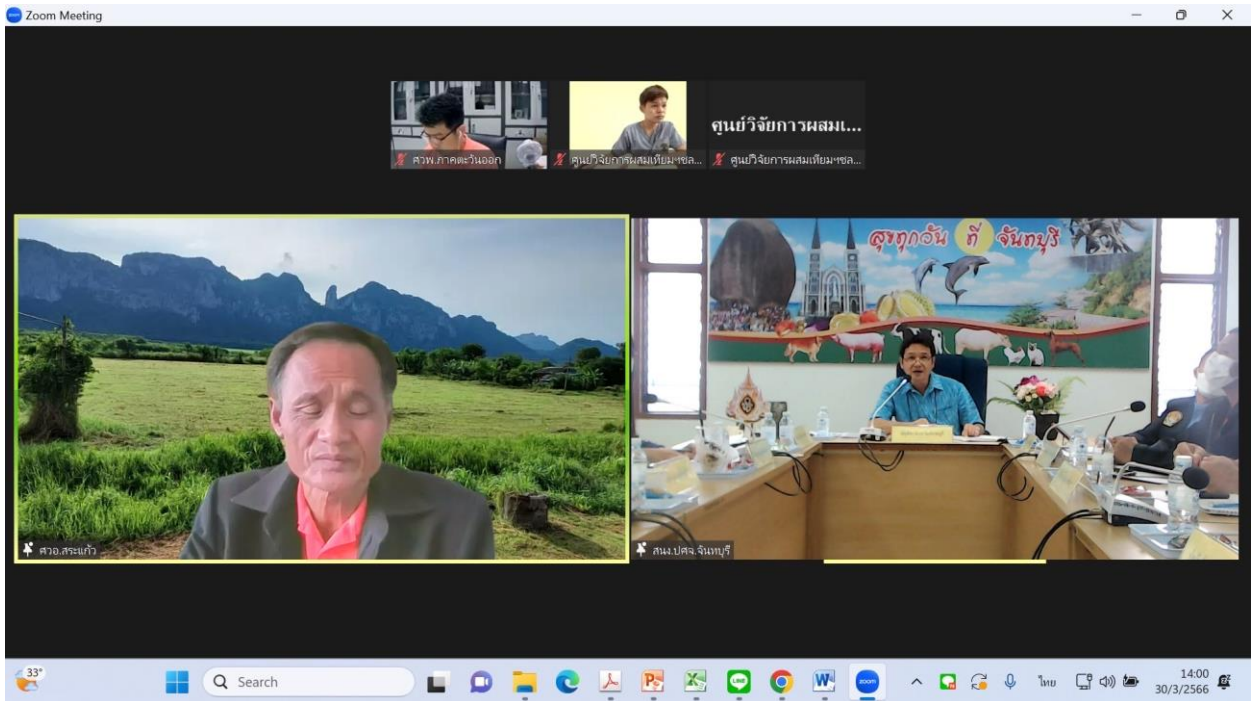 Zoom Meeting
ศูนย์วิจัยการผสมเ...
ศวพ.ภาคตะวันออก
ศูนย์วิจัยการผสมเทียมฯชล...
ศูนย์วิจัยการผสมเทียมฯชล...
สุขทุกวัน ที่ จันทบุรี
ศวอ.สระแก้ว
สนง.ปศจ.จันทบุรี
33°
Search
LINE
zoom
ไทย
14:00
30/3/2566